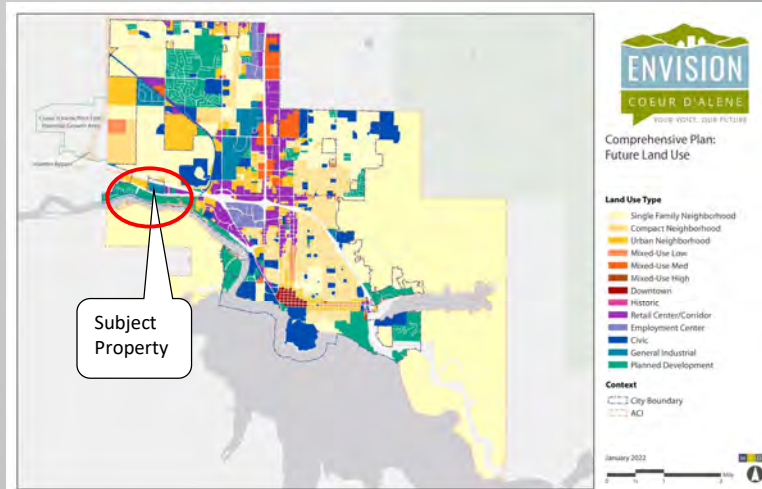 ENVISION
COEUR D'ALENE
YOUR VOICE, OUR FUTURE
Comprehensive Plan:
Future Land Use
Land Use Type
Single Family Neighborhood
Compact Neighborhood
Urban Neighborhood
Mixed-Use Low
Mixed-Use Med
Mixed-Use High
Downtown
Historic
Retail Center/Corridor
Employment Center
Civic
General Industrial
Planned Development
Context
City Boundary
ACI
January 2022
Subject
Property